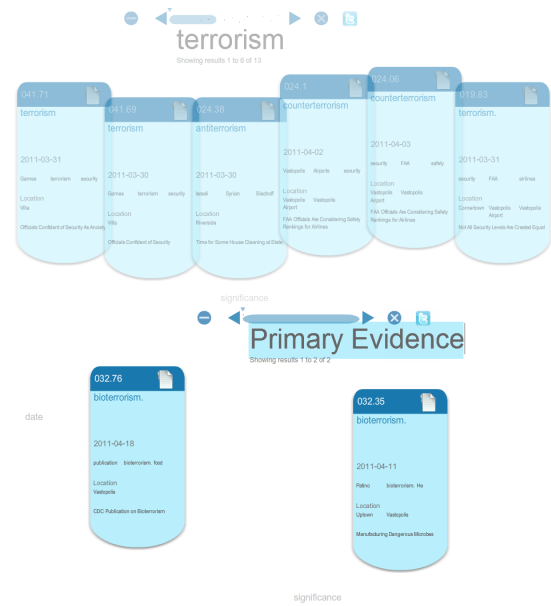 terrorism
Showing results 1 to 6 of 13
041.71
terrorism
2011-03-31
Games terrorism security
Location
Villa
Officials Confident of Security As Anxiety
041.69
terrorism
2011-03-30
Games terrorism security
Location
Villa
Officials Confident of Security
024.38
antiterrorism
2011-03-30
Israeli Syrian
Location
Riverside
Time for Some House Cleaning at State
024.1
counterterrorism
2011-04-02
Vastopolis Airports security
Location
Vastopolis Vastopolis
Airport
FAA Officials Are Considering Safety
Rankings for Airlines
024.06
counterterrorism
2011-04-03
security FAA safety
Location
Vastopolis Vastopolis
Airport
FAA Officials Are Considering Safety
Rankings for Airlines
019.83
terrorism.
2011-03-31
security FAA airlines
Location
Cornertown Vastopolis Vastopolis
Airport
Not All Security Levels Are Created Equal
significance
Primary Evidence
Showing results 1 to 2 of 2
date
032.76
bioterrorism.
2011-04-18
publication bioterrorism. food
Location
Vastopolis
CDC Publication on Bioterrorism
032.35
bioterrorism.
2011-04-11
Patino bioterrorism. He
Location
Uptown Vastopolis
Manufacturing Dangerous Microbes
significance